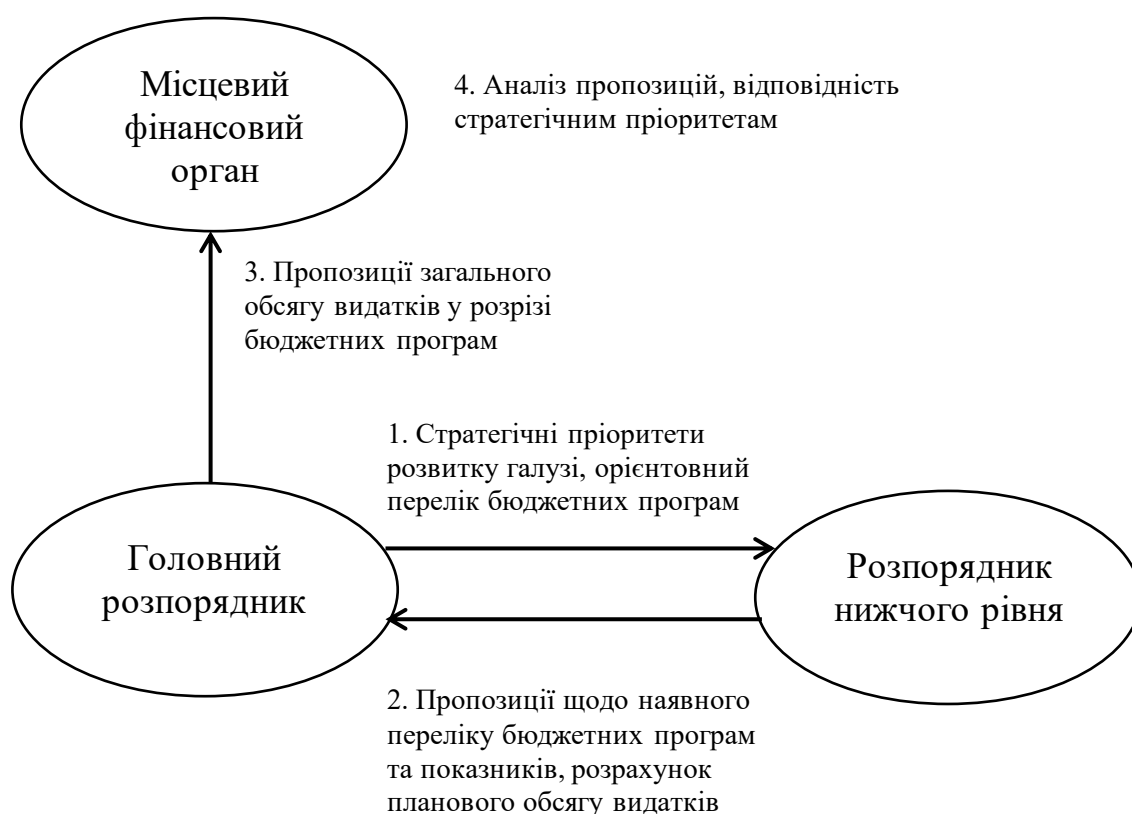 Місцевий
фінансовий
орган
4. Аналіз пропозицій, відповідність
стратегічним пріоритетам
3. Пропозиції загального
обсягу видатків у розрізі
бюджетних програм
1. Стратегічні пріоритети
розвитку галузі, орієнтовний
перелік бюджетних програм
Головний
розпорядник
Розпорядник
нижчого рівня
2. Пропозиції щодо наявного
переліку бюджетних програм
та показників, розрахунок
планового обсягу видатків